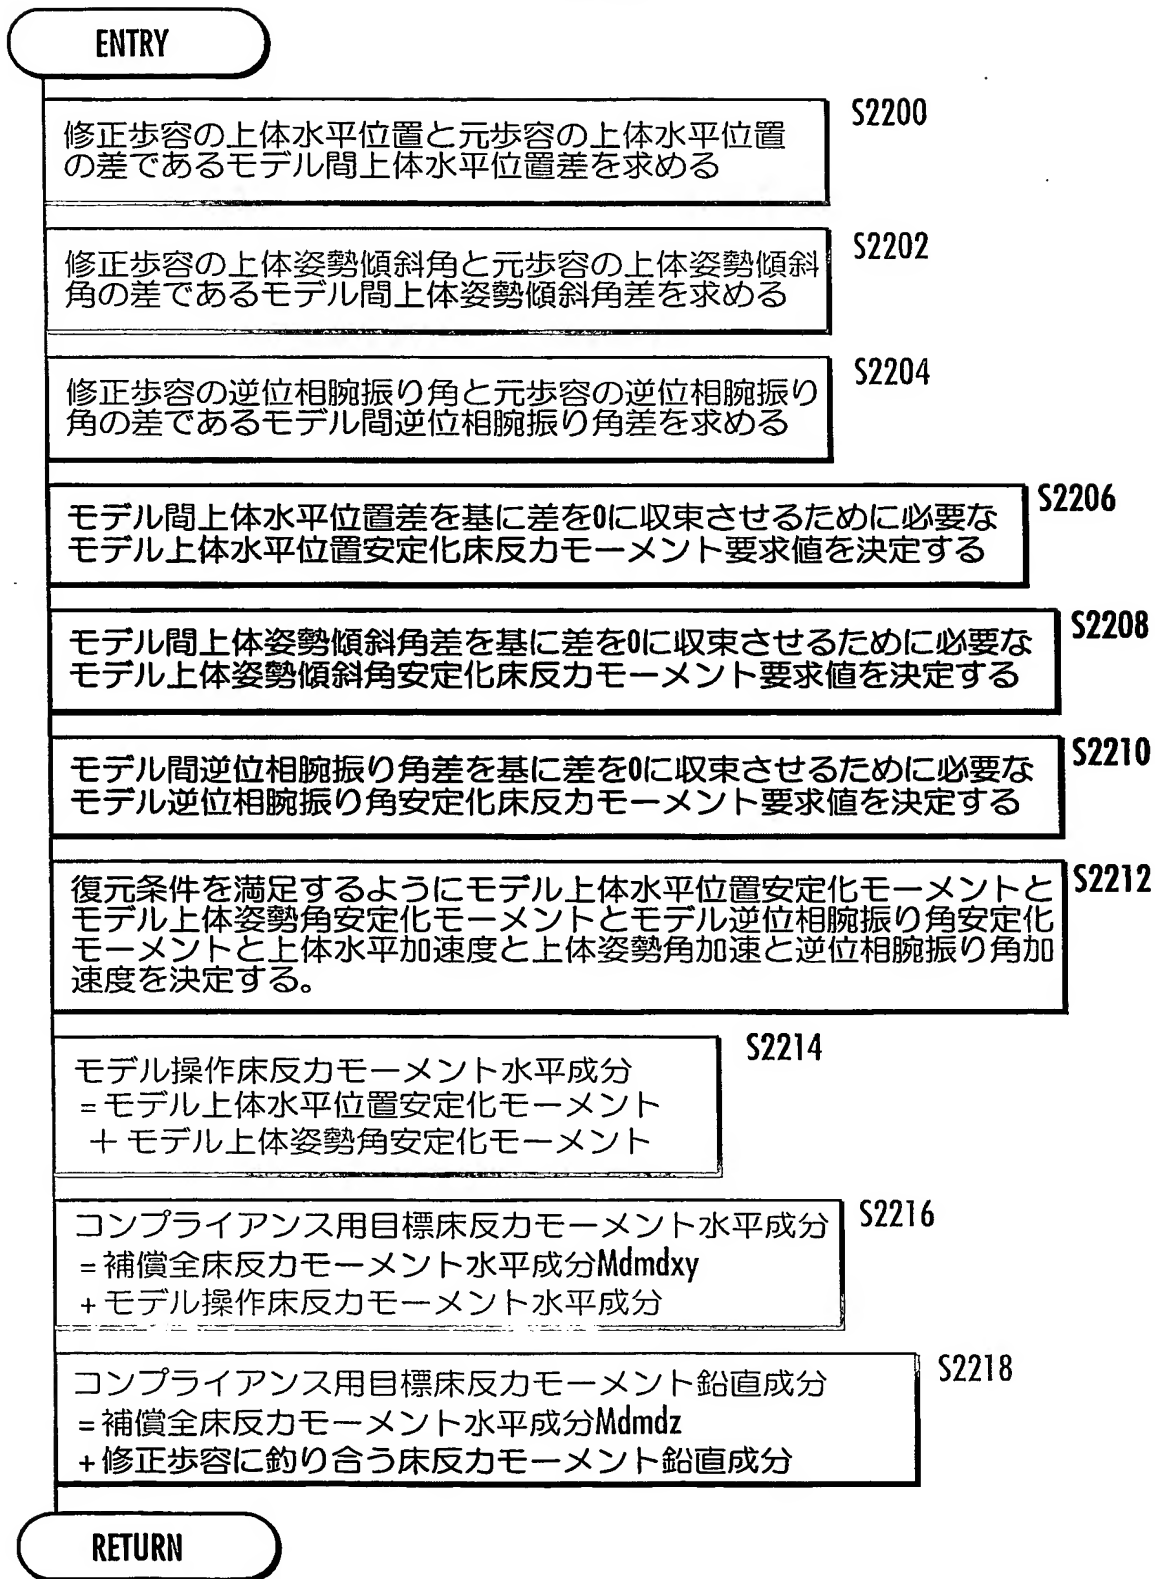 ENTRY
S2200
修正歩容の上体水平位置と元歩容の上体水平位置
の差であるモデル間上体水平位置差を求める
S2202
修正歩容の上体姿勢傾斜角と元歩容の上体姿勢傾斜
角の差であるモデル間上体姿勢傾斜角差を求める
S2204
修正歩容の逆位相腕振り角と元歩容の逆位相腕振り
角の差であるモデル間逆位相腕振り角差を求める
S2206
モデル間上体水平位置差を基に差を0に収束させるために必要な
モデル上体水平位置安定化床反力モーメント要求値を決定する
S2208
モデル間上体姿勢傾斜角差を基に差を0に収束させるために必要な
モデル上体姿勢傾斜角安定化床反力モーメント要求値を決定する
S2210
モデル間逆位相腕振り角差を基に差を0に収束させるために必要な
モデル逆位相腕振り角安定化床反力モーメント要求値を決定する
S2212
復元条件を満足するようにモデル上体水平位置安定化モーメントと
モデル上体姿勢角安定化モーメントとモデル逆位相腕振り角安定化
モーメントと上体水平加速度と上体姿勢角加速と逆位相腕振り角加
速度を決定する。
S2214
モデル操作床反力モーメント水平成分
=モデル上体水平位置安定化モーメント
+モデル上体姿勢角安定化モーメント
S2216
コンプライアンス用目標床反力モーメント水平成分
=補償全床反力モーメント水平成分Mdmdxy
+モデル操作床反力モーメント水平成分
S2218
コンプライアンス用目標床反力モーメント鉛直成分
=補償全床反力モーメント水平成分Mdmdz
+修正歩容に釣り合う床反力モーメント鉛直成分
RETURN